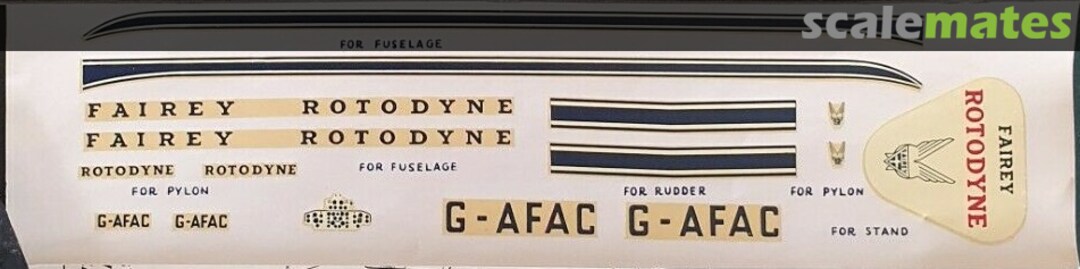 scalemates
FOR FUSELAGE
FAIREY ROTODYNE
FAIREY ROTODYNE
ROTODYNE ROTODYNE
FOR FUSELAGE
FOR PYLON
G-AFAC G-AFAC
G-AFAC G-AFAC
FOR RUDDER
FOR PYLON
FAIREY
ROTODYNE
FOR STAND